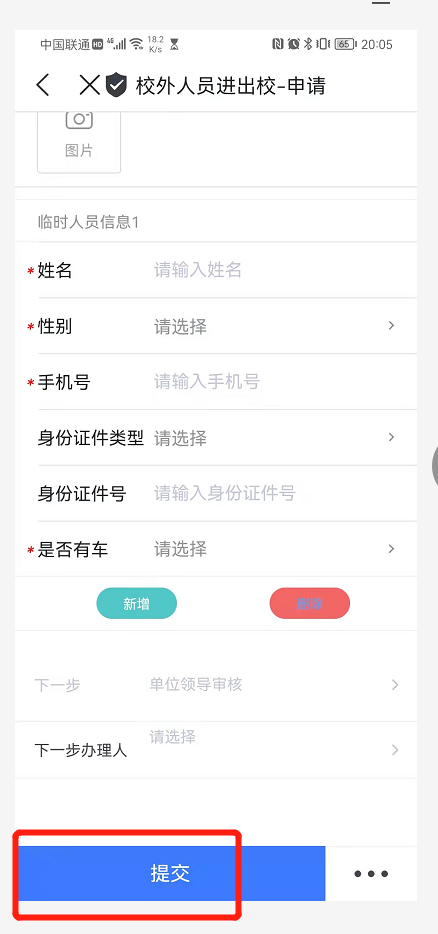 中国联通 HD 4G 18.2 K/s 65 20:05
校外人员进出校-申请
图片
临时人员信息1
*姓名 请输入姓名
*性别 请选择
*手机号 请输入手机号
身份证件类型 请选择
身份证件号 请输入身份证件号
*是否有车 请选择
新增 删除
下一步 单位领导审核
下一步办理人 请选择
提交